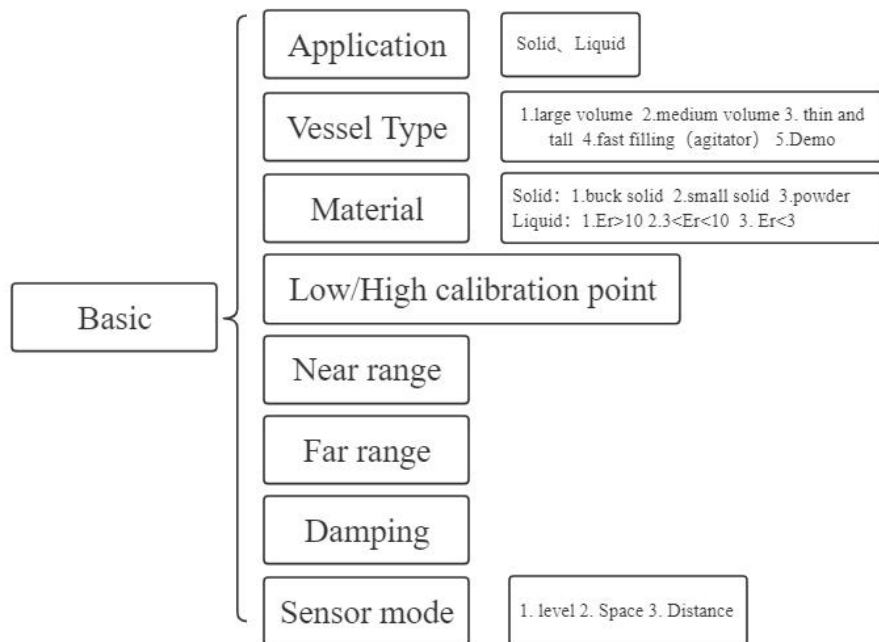 Application
Solid、Liquid
Vessel Type
1.large volume 2.medium volume 3. thin and
tall 4.fast filling（agitator） 5.Demo
Material
Solid：1.buck solid 2.small solid 3.powder
Liquid：1.Er>10 2.3<Er<10 3. Er<3
Basic
Low/High calibration point
Near range
Far range
Damping
Sensor mode
1. level 2. Space 3. Distance